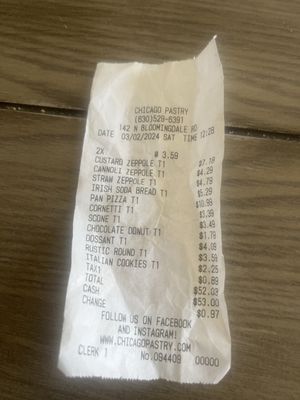 CHICAGO PASTRY
(630)529-6391
142 N BLOOMINGDALE RD
DATE 03/02/2024 SAT TIME 12:28
2X @ 3.59
CUSTARD ZEPPOLE T1 $7.18
CANNOLI ZEPPOLE T1 $4.29
STRAW ZEPPOLE T1 $4.79
IRISH SODA BREAD T1 $5.29
PAN PIZZA T1 $10.99
CORNETTI T1 $3.39
SCONE T1 $3.49
CHOCOLATE DONUT T1 $1.79
DOSSANT T1 $4.09
RUSTIC ROUND T1 $3.59
ITALIAN COOKIES T1 $2.25
TAX1 $0.89
TOTAL $52.03
CASH $53.00
CHANGE $0.97
FOLLOW US ON FACEBOOK
AND INSTAGRAM!
WWW.CHICAGOPASTRY.COM
CLERK 1 No.094409 00000